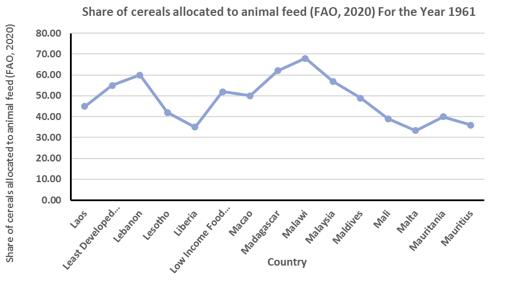 Share of cereals allocated to animal feed (FAO, 2020) For the Year 1961
Share of cereals allocated to animal feed (FAO, 2020)
80.00
70.00
60.00
50.00
40.00
30.00
20.00
10.00
0.00
Laos
Least Developed...
Lebanon
Lesotho
Liberia
Low Income Food...
Macao
Madagascar
Malawi
Malaysia
Maldives
Mali
Malta
Mauritania
Mauritius
Country